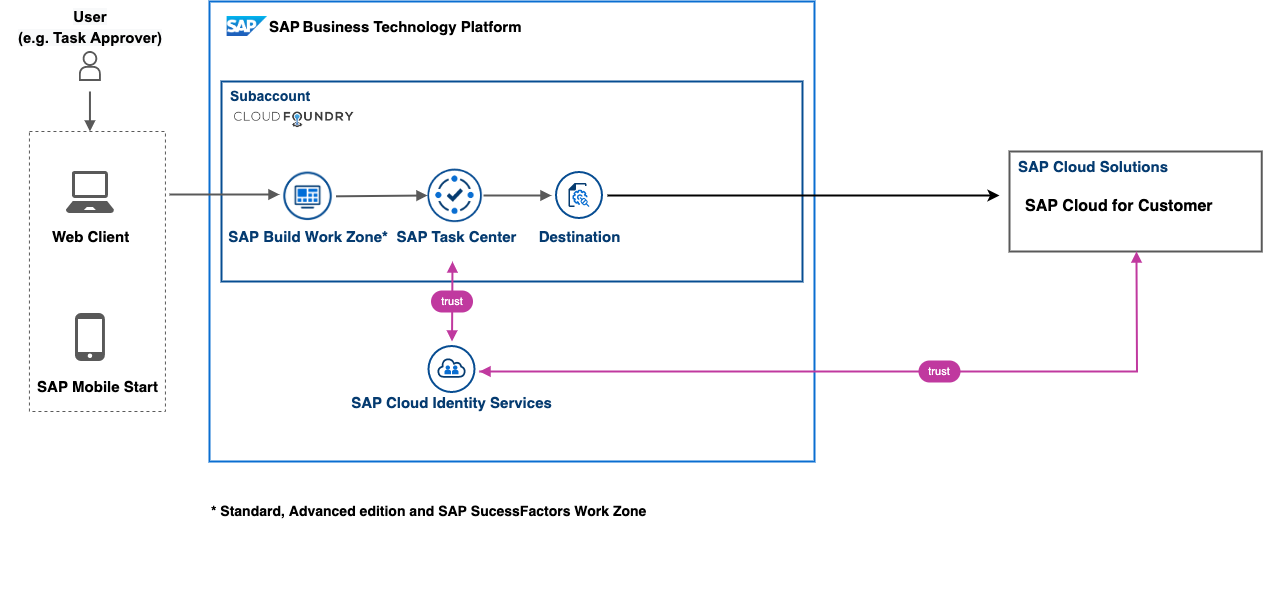 User
(e.g. Task Approver)
Web Client
SAP Mobile Start
SAP SAP Business Technology Platform
Subaccount
CLOUD FOUNDRY
SAP Build Work Zone*
SAP Task Center
Destination
trust
SAP Cloud Identity Services
trust
SAP Cloud Solutions
SAP Cloud for Customer
* Standard, Advanced edition and SAP SucessFactors Work Zone